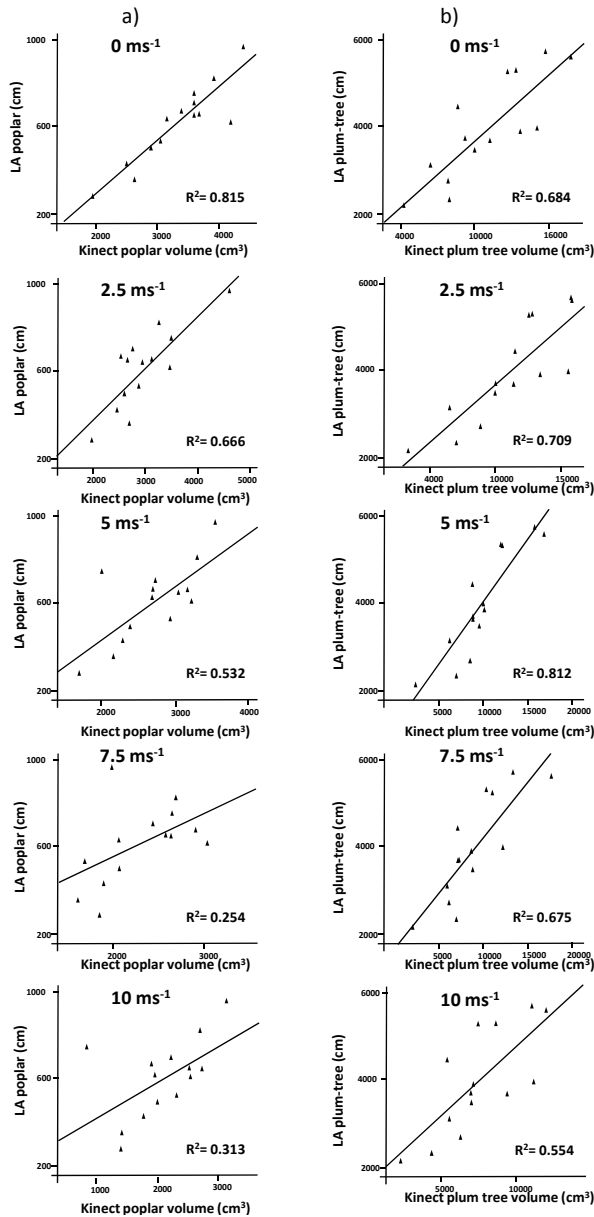 a)
0 ms-1
1000
600
200
LA poplar (cm)
R2= 0.815
2000 3000 4000
Kinect poplar volume (cm3)
2.5 ms-1
1000
600
200
LA poplar (cm)
R2= 0.666
2000 3000 4000 5000
Kinect poplar volume (cm3)
5 ms-1
1000
600
200
LA poplar (cm)
R2= 0.532
2000 3000 4000
Kinect poplar volume (cm3)
7.5 ms-1
1000
600
200
LA poplar (cm)
R2= 0.254
2000 3000
Kinect poplar volume (cm3)
10 ms-1
1000
600
200
LA poplar (cm)
R2= 0.313
1000 2000 3000
Kinect poplar volume (cm3)
b)
0 ms-1
6000
4000
2000
LA plum-tree (cm)
R2= 0.684
4000 10000 16000
Kinect plum tree volume (cm3)
2.5 ms-1
6000
4000
2000
LA plum-tree (cm)
R2= 0.709
4000 10000 15000
Kinect plum tree volume (cm3)
5 ms-1
6000
4000
2000
LA plum-tree (cm)
R2= 0.812
5000 10000 15000 20000
Kinect plum tree volume (cm3)
7.5 ms-1
6000
4000
2000
LA plum-tree (cm)
R2= 0.675
5000 10000 15000 20000
Kinect plum tree volume (cm3)
10 ms-1
6000
4000
2000
LA plum-tree (cm)
R2= 0.554
5000 10000
Kinect plum tree volume (cm3)